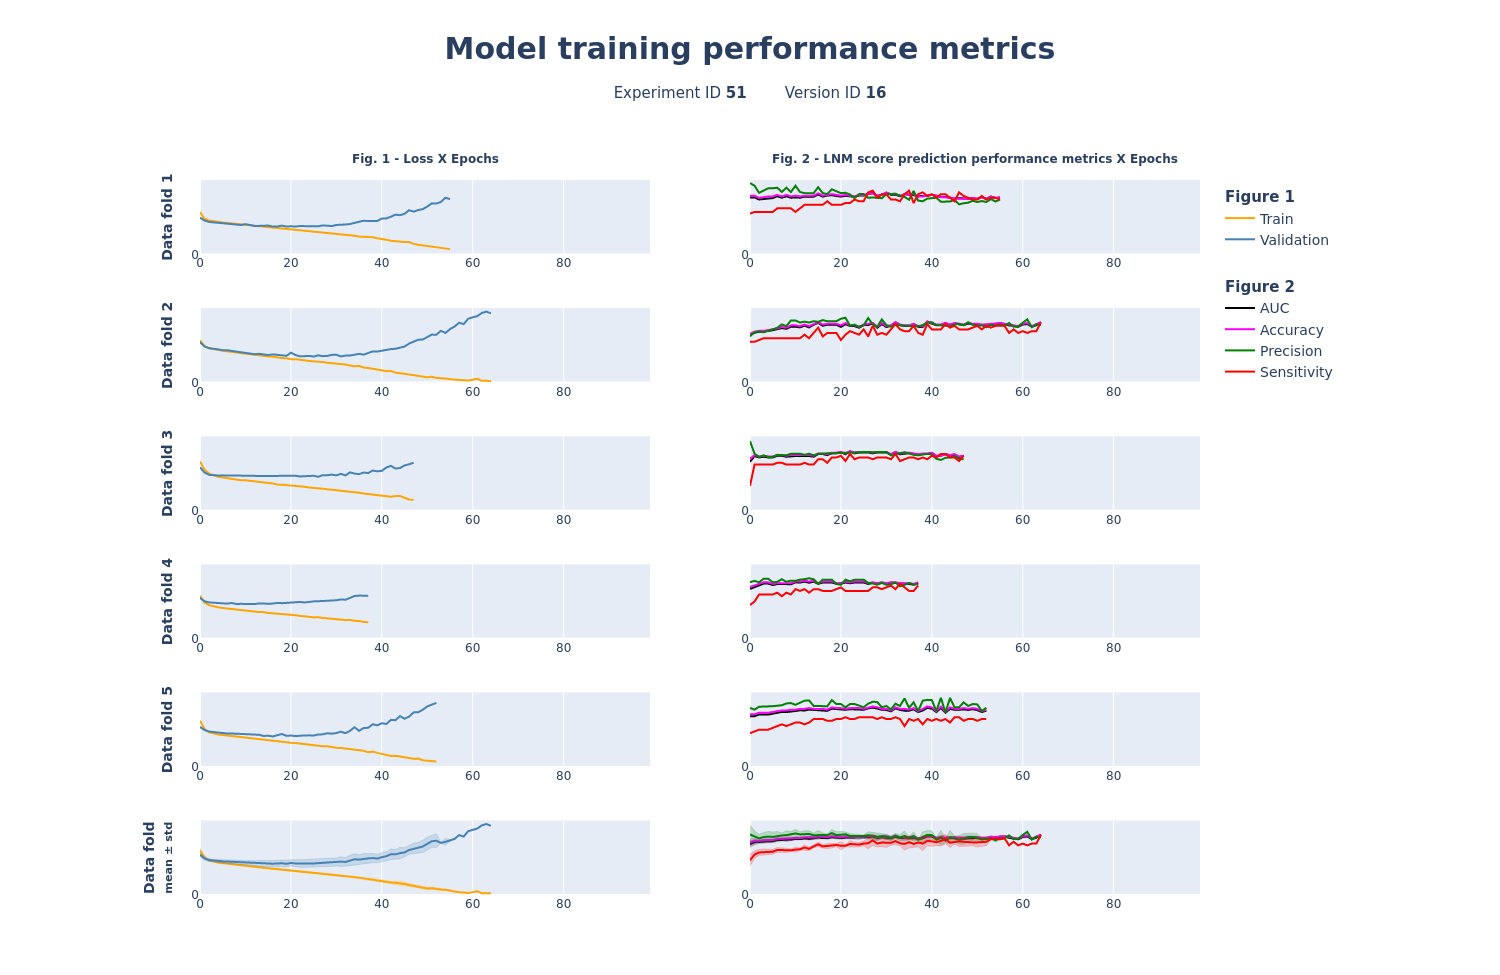 Model training performance metrics
Experiment ID 51 Version ID 16
Fig. 1 - Loss X Epochs
Fig. 2 - LNM score prediction performance metrics X Epochs
Data fold 1
0
0 20 40 60 80
0
0 20 40 60 80
Data fold 2
0
0 20 40 60 80
0
0 20 40 60 80
Data fold 3
0
0 20 40 60 80
0
0 20 40 60 80
Data fold 4
0
0 20 40 60 80
0
0 20 40 60 80
Data fold 5
0
0 20 40 60 80
0
0 20 40 60 80
Data fold
mean ± std
0
0 20 40 60 80
0
0 20 40 60 80
Figure 1
Train
Validation
Figure 2
AUC
Accuracy
Precision
Sensitivity